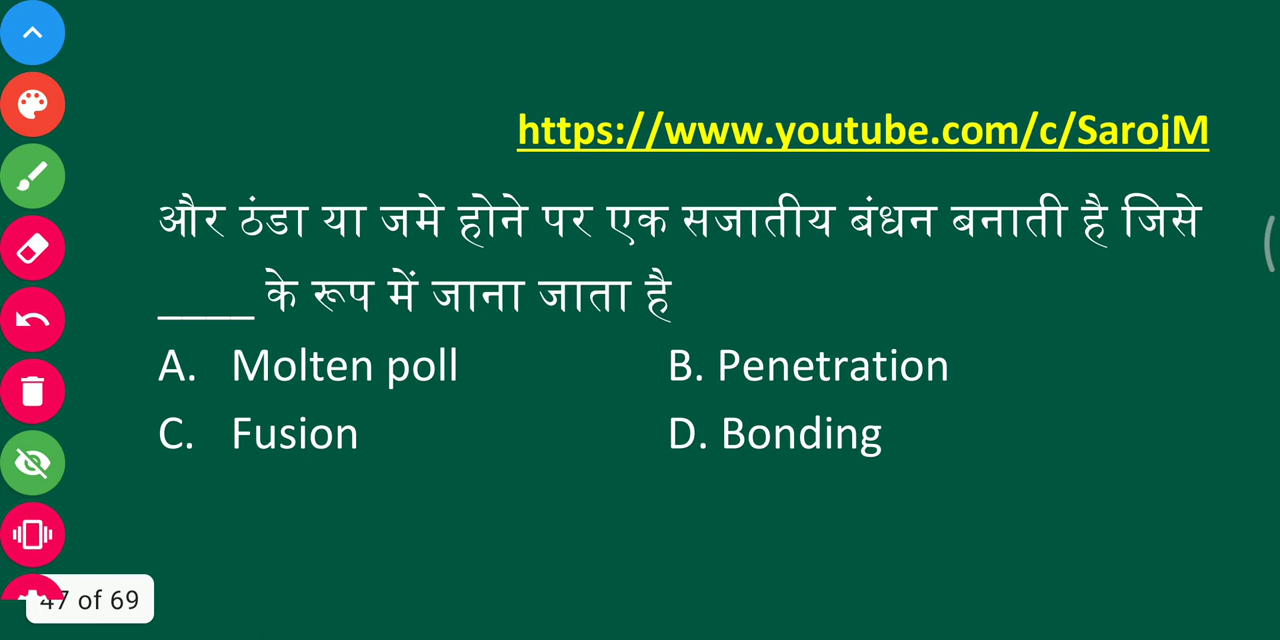 https://www.youtube.com/c/SarojM
और ठंडा या जमे होने पर एक सजातीय बंधन बनाती है जिसे
____ के रूप में जाना जाता है
A. Molten poll B. Penetration
C. Fusion D. Bonding
47 of 69